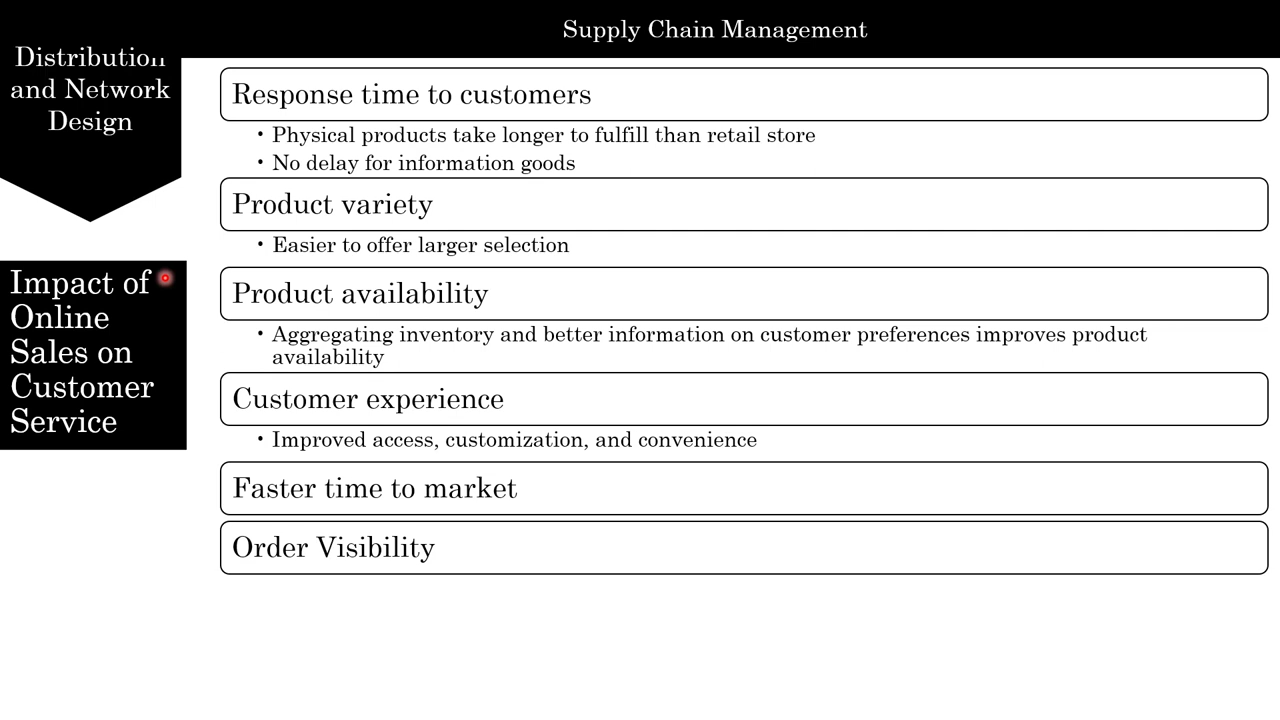 Supply Chain Management
Distribution
and Network
Design
Impact of
Online
Sales on
Customer
Service
Response time to customers
• Physical products take longer to fulfill than retail store
• No delay for information goods
Product variety
• Easier to offer larger selection
Product availability
• Aggregating inventory and better information on customer preferences improves product
availability
Customer experience
• Improved access, customization, and convenience
Faster time to market
Order Visibility